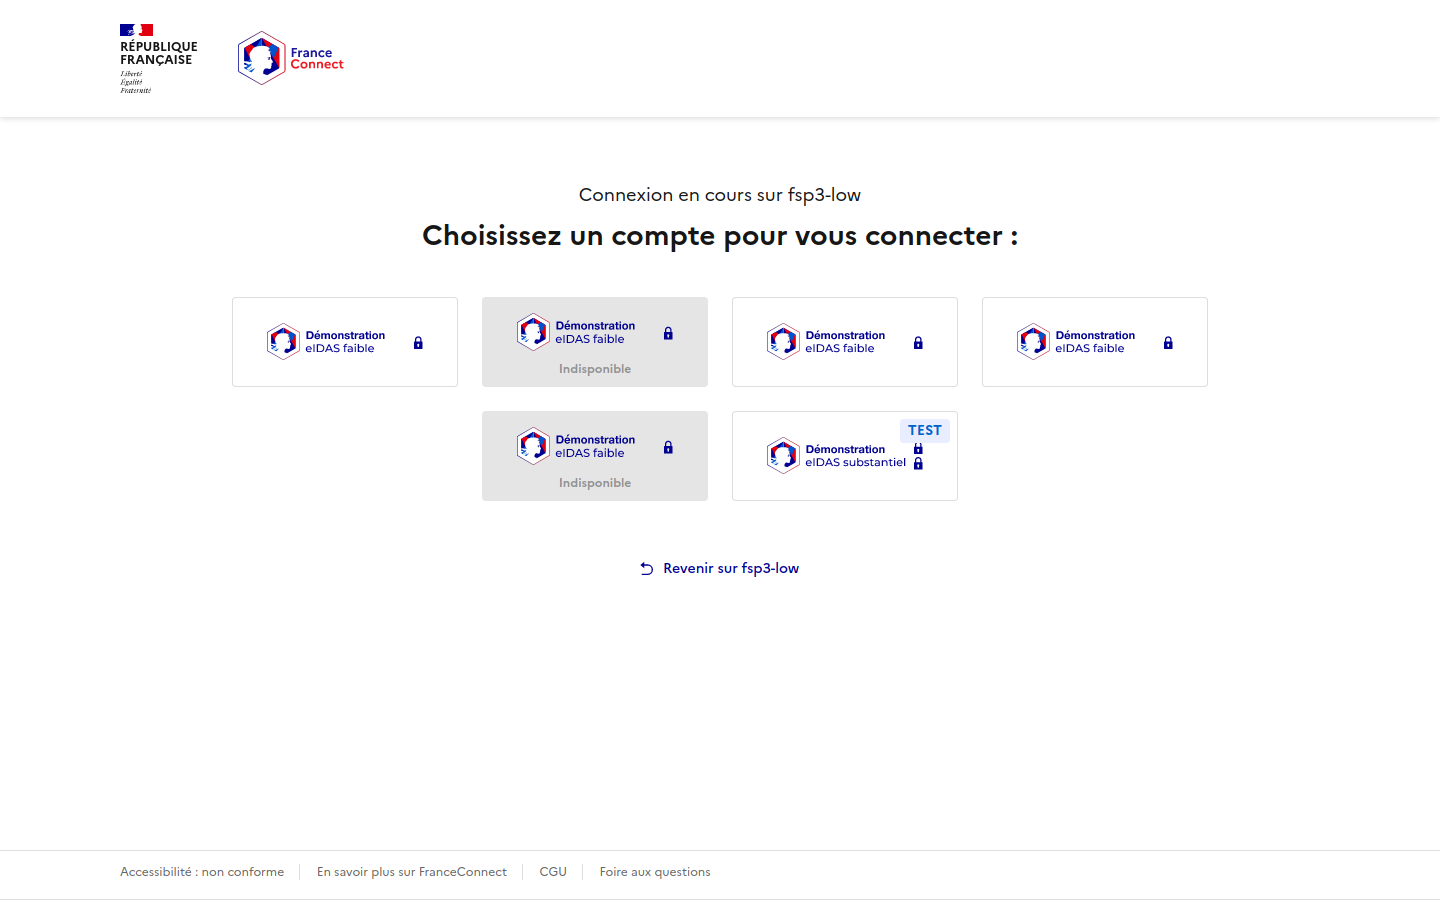 RÉPUBLIQUE
FRANÇAISE
Liberté
Égalité
Fraternité
France
Connect
Connexion en cours sur fsp3-low
Choisissez un compte pour vous connecter :
Démonstration
eIDAS faible
Démonstration
eIDAS faible
Indisponible
Démonstration
eIDAS faible
Démonstration
eIDAS faible
Démonstration
eIDAS faible
Indisponible
TEST
Démonstration
eIDAS substantiel
Revenir sur fsp3-low
Accessibilité : non conforme
En savoir plus sur FranceConnect
CGU
Foire aux questions